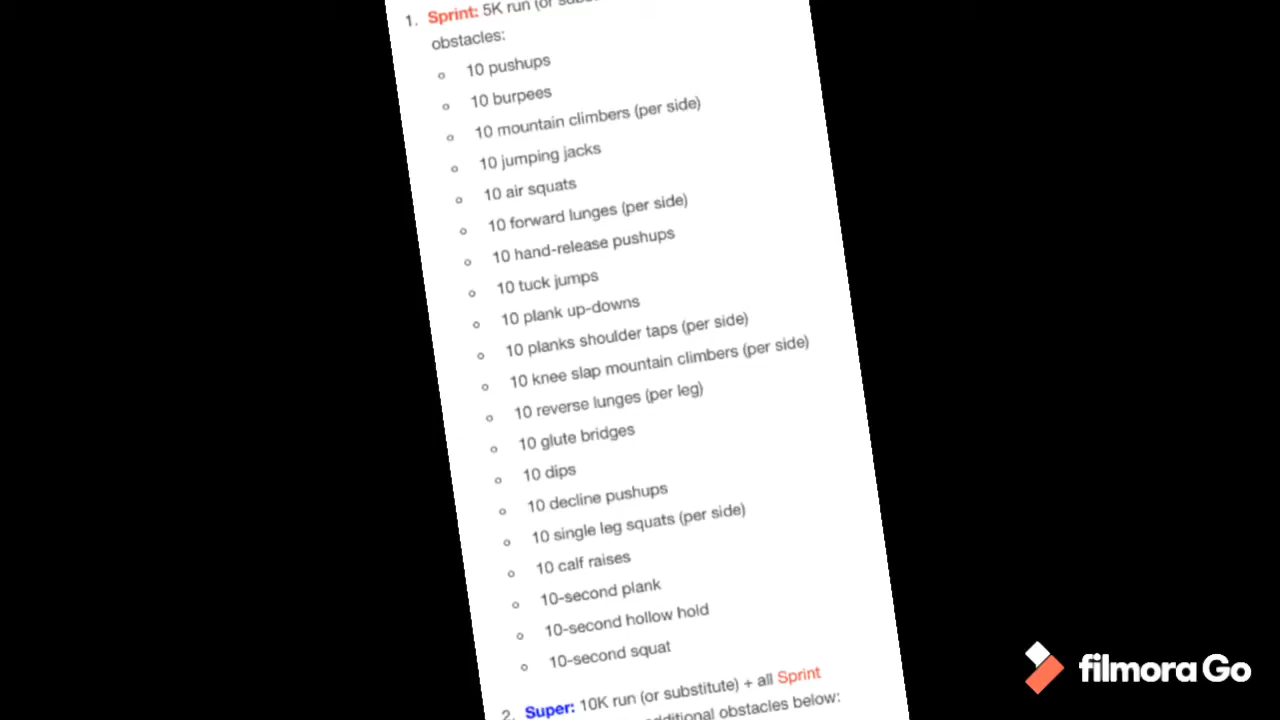 1. Sprint: 5K run (or
obstacles:
10 pushups
10 burpees
10 mountain climbers (per side)
10 jumping jacks
10 air squats
10 forward lunges (per side)
10 hand-release pushups
10 tuck jumps
10 plank up-downs
10 planks shoulder taps (per side)
10 knee slap mountain climbers (per side)
10 reverse lunges (per leg)
10 glute bridges
10 dips
10 decline pushups
10 single leg squats (per side)
10 calf raises
10-second plank
10-second hollow hold
10-second squat
2. Super: 10K run (or substitute) + all Sprint
obstacles below:
filmora Go